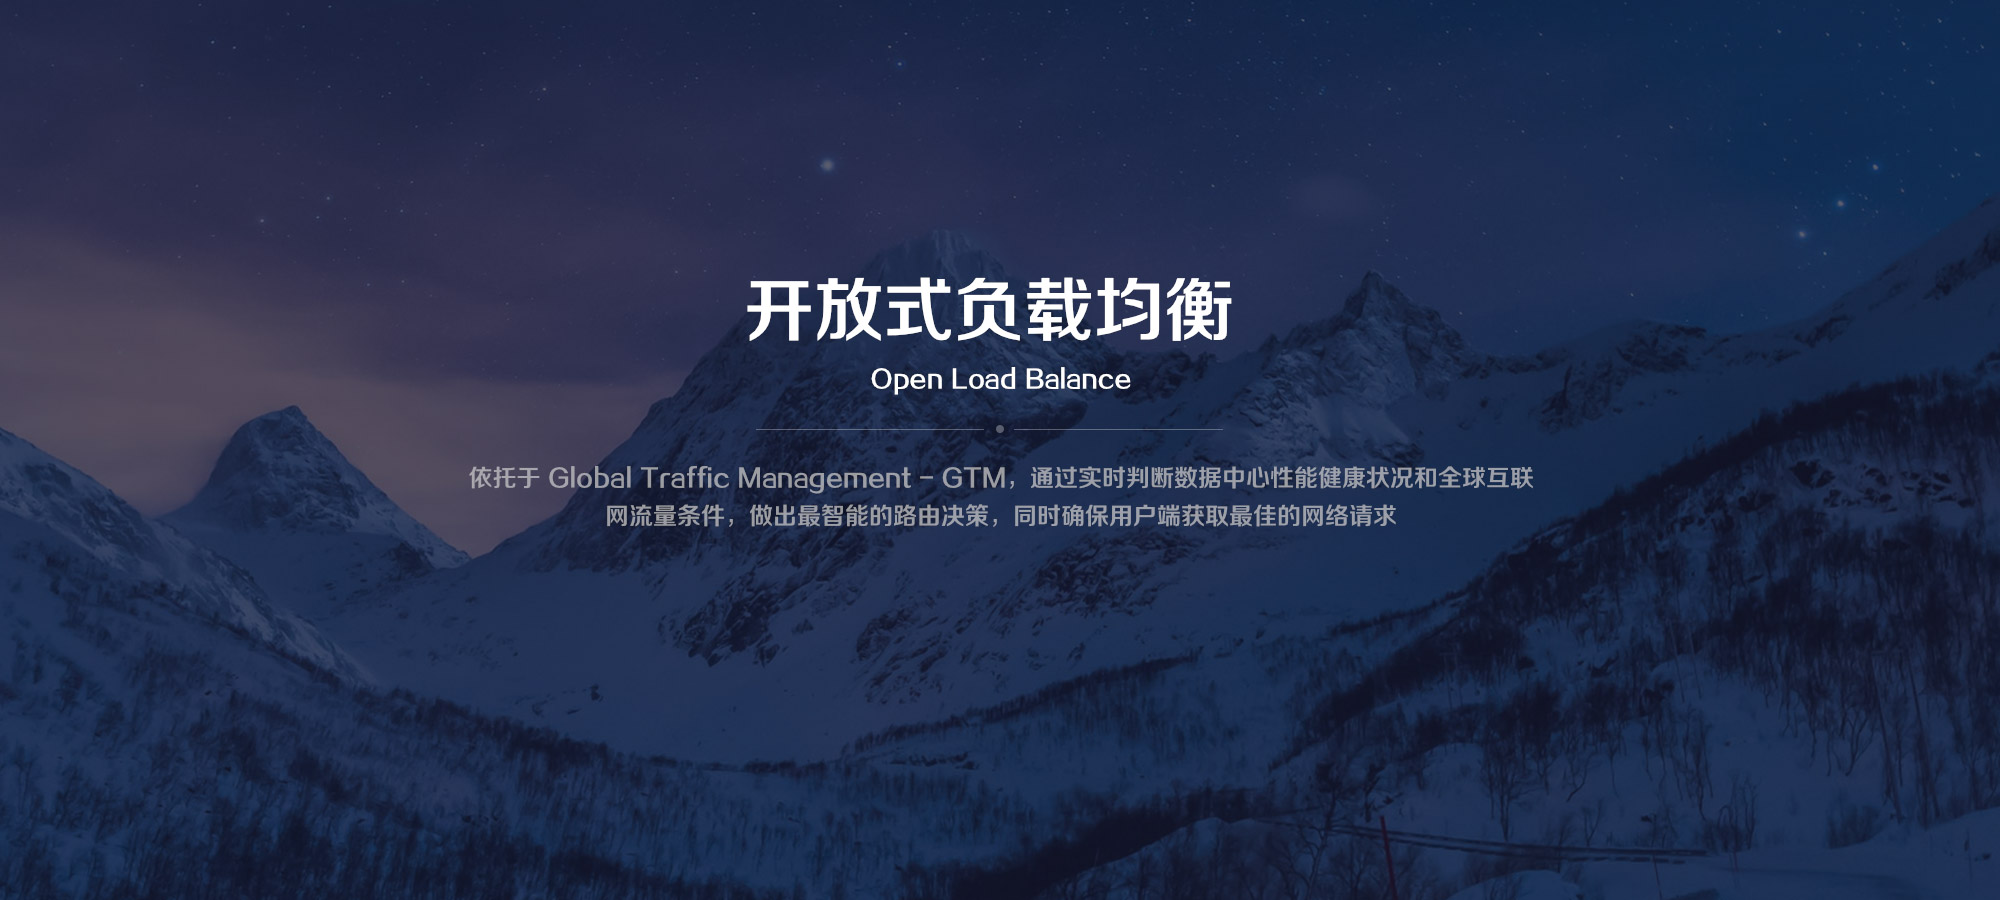 开放式负载均衡
Open Load Balance
依托于 Global Traffic Management - GTM，通过实时判断数据中心性能健康状况和全球互联
网流量条件，做出最智能的路由决策，同时确保用户端获取最佳的网络请求